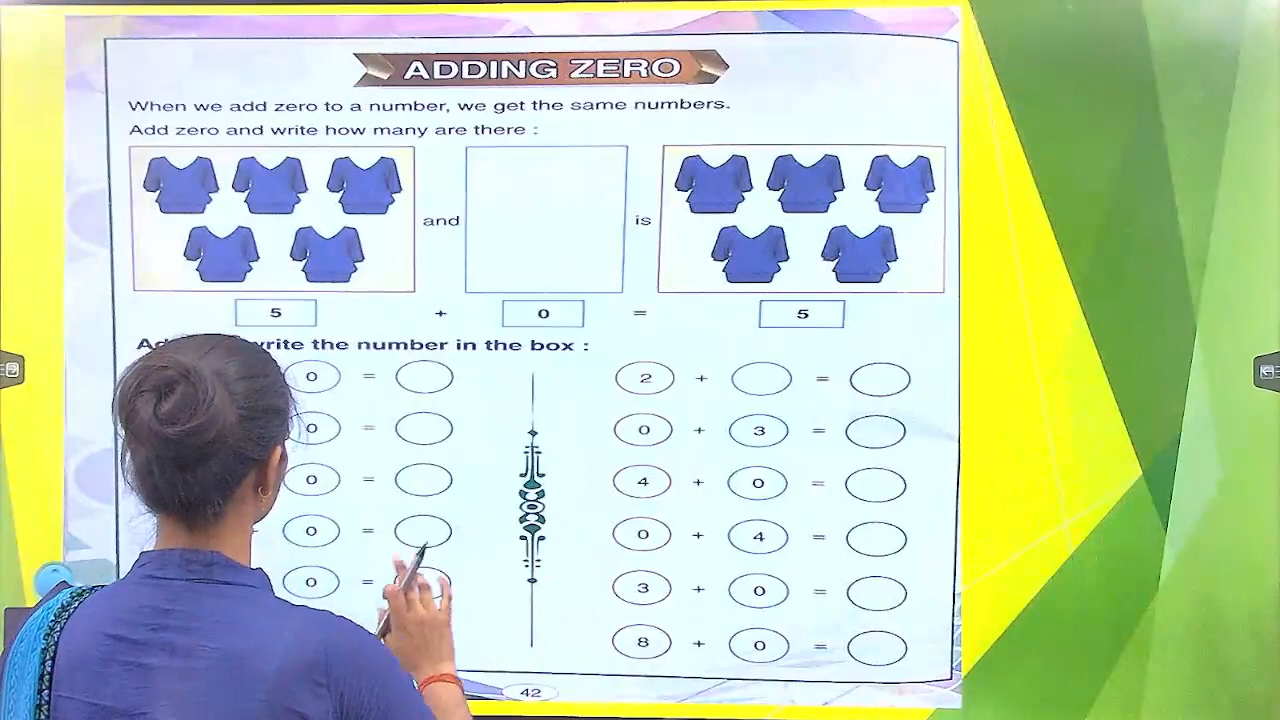 ADDING ZERO
When we add zero to a number, we get the same numbers.
Add zero and write how many are there :
and is
5 + 0 = 5
write the number in the box :
0 =
0 =
0 =
0 =
0 =
2 + =
0 + 3 =
4 + 0 =
0 + 4 =
3 + 0 =
8 + 0 =
42